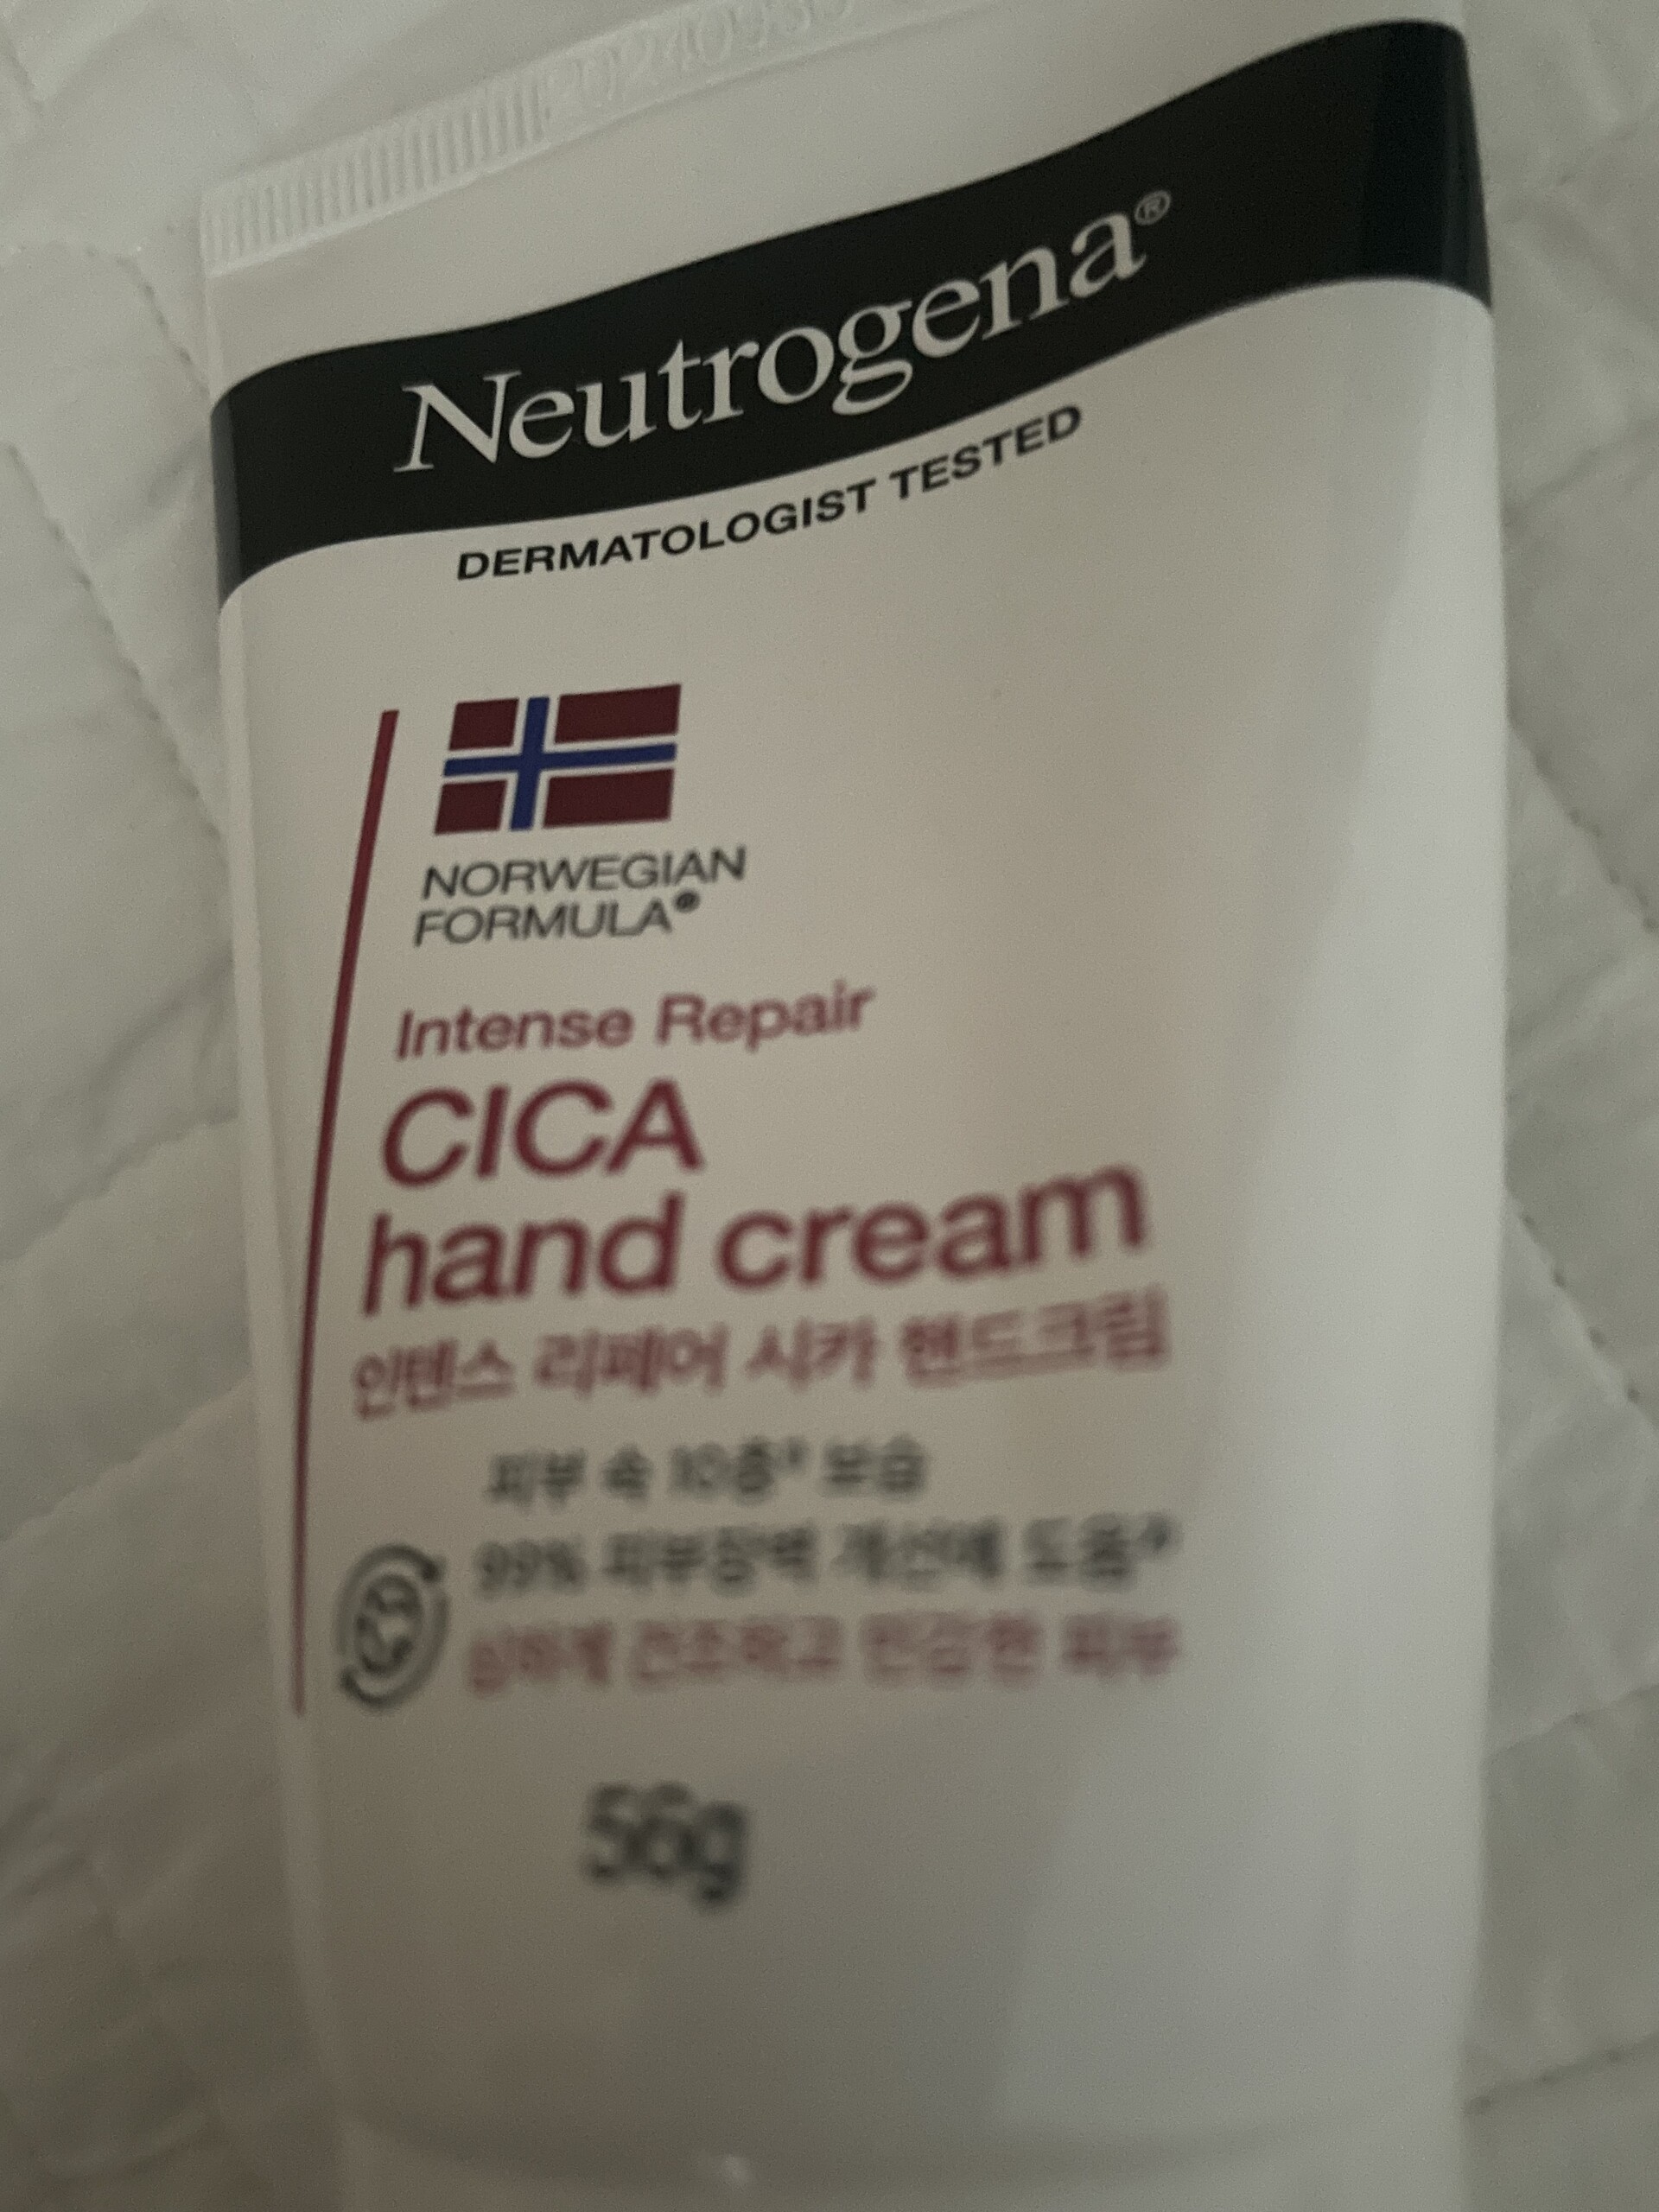 Neutrogena®
DERMATOLOGIST TESTED
NORWEGIAN
FORMULA®
Intense Repair
CICA
hand cream
인텐스 리페어 시카 핸드크림
피부 속 10층* 보습
99% 피부장벽 개선에 도움*
심하게 건조하고 민감한 피부
56g